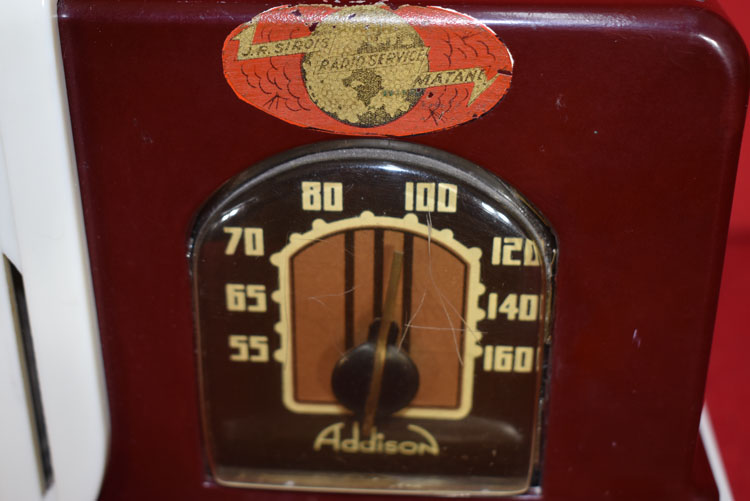 J.R. SIROIS
RADIO SERVICE
MATANE
80 100
70 120
65 140
55 160
Addison